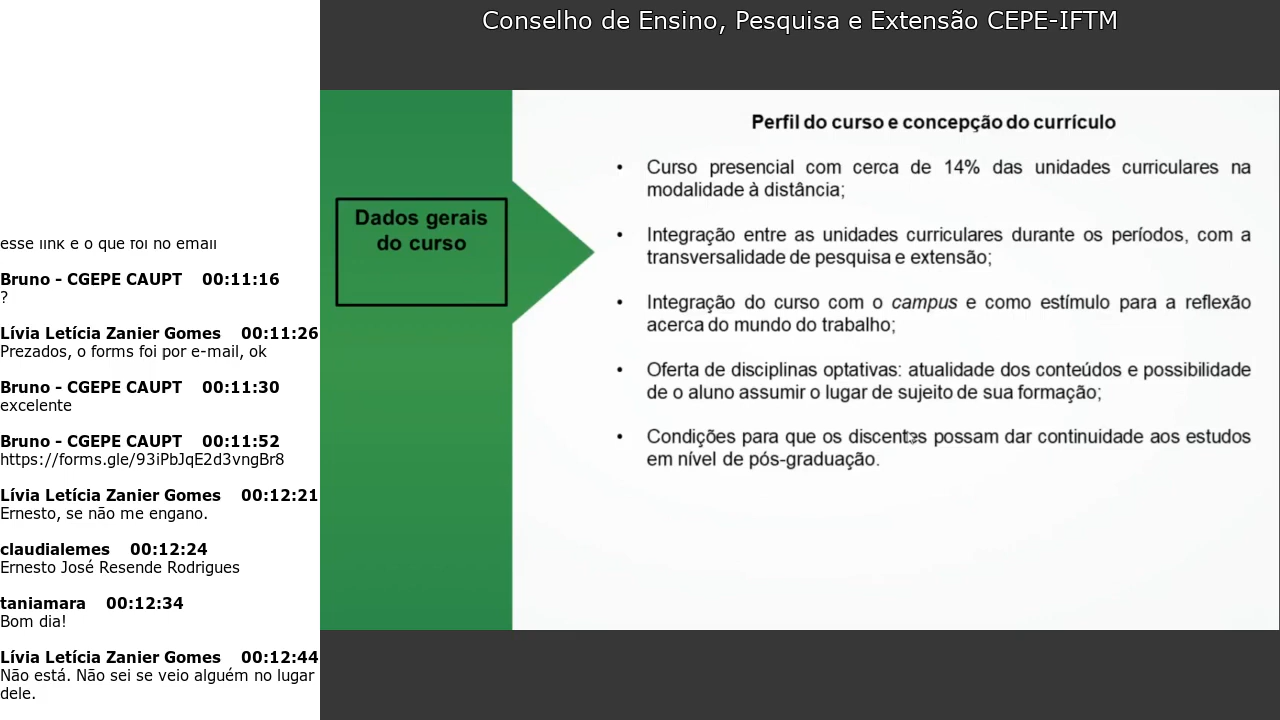 Conselho de Ensino, Pesquisa e Extensão CEPE-IFTM
esse link e o que foi no email
Bruno - CGEPE CAUPT 00:11:16
?
Lívia Letícia Zanier Gomes 00:11:26
Prezados, o forms foi por e-mail, ok
Bruno - CGEPE CAUPT 00:11:30
excelente
Bruno - CGEPE CAUPT 00:11:52
https://forms.gle/93iPbJqE2d3vngBr8
Lívia Letícia Zanier Gomes 00:12:21
Ernesto, se não me engano.
claudialemes 00:12:24
Ernesto José Resende Rodrigues
taniamara 00:12:34
Bom dia!
Lívia Letícia Zanier Gomes 00:12:44
Não está. Não sei se veio alguém no lugar
dele.
Dados gerais
do curso
Perfil do curso e concepção do currículo
• Curso presencial com cerca de 14% das unidades curriculares na
modalidade à distância;
• Integração entre as unidades curriculares durante os períodos, com a
transversalidade de pesquisa e extensão;
• Integração do curso com o campus e como estímulo para a reflexão
acerca do mundo do trabalho;
• Oferta de disciplinas optativas: atualidade dos conteúdos e possibilidade
de o aluno assumir o lugar de sujeito de sua formação;
• Condições para que os discentes possam dar continuidade aos estudos
em nível de pós-graduação.